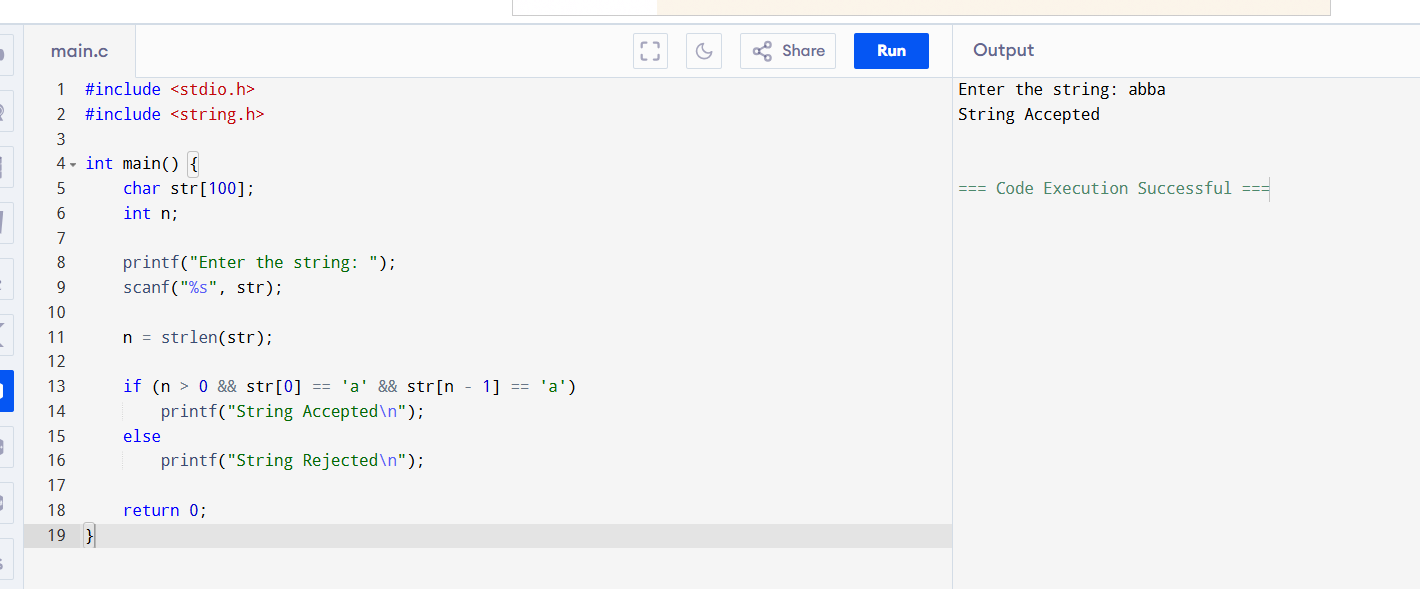 main.c
Share
Run
Output
1 #include <stdio.h>
2 #include <string.h>
3
4 int main() {
5     char str[100];
6     int n;
7
8     printf("Enter the string: ");
9     scanf("%s", str);
10
11     n = strlen(str);
12
13     if (n > 0 && str[0] == 'a' && str[n - 1] == 'a')
14         printf("String Accepted\n");
15     else
16         printf("String Rejected\n");
17
18     return 0;
19 }
Enter the string: abba
String Accepted
=== Code Execution Successful ===